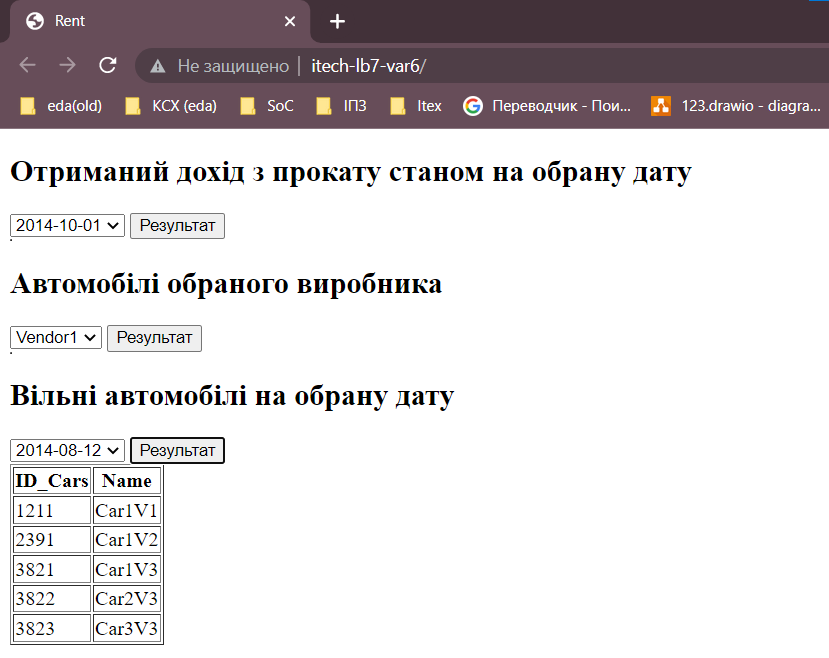 Rent
Не защищено | itech-lb7-var6/
eda(old) КСХ (eda) SoC ІПЗ Itex Переводчик - Пои... 123.drawio - diagra...
Отриманий дохід з прокату станом на обрану дату
2014-10-01 Результат
Автомобілі обраного виробника
Vendor1 Результат
Вільні автомобілі на обрану дату
2014-08-12 Результат
ID_Cars Name
1211 Car1V1
2391 Car1V2
3821 Car1V3
3822 Car2V3
3823 Car3V3